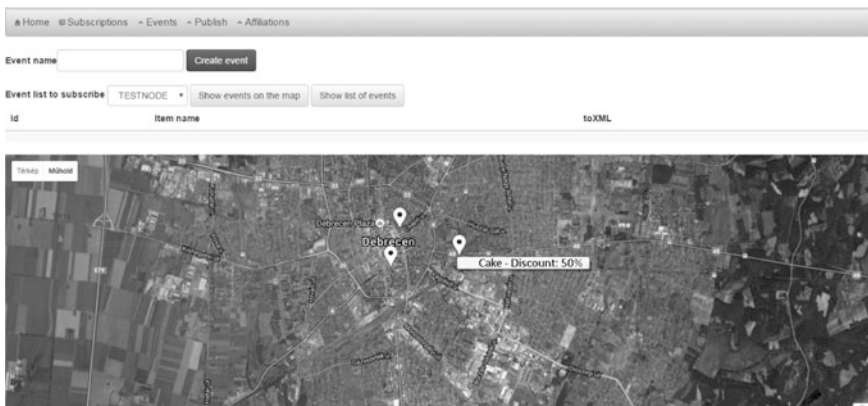 Home Subscriptions Events Publish Affiliations
Event name Create event
Event list to subscribe TESTNODE Show events on the map Show list of events
Id Item name toXML
Térkép Műhold
Debrecen Plaza
Debrecen
Cake - Discount: 50%